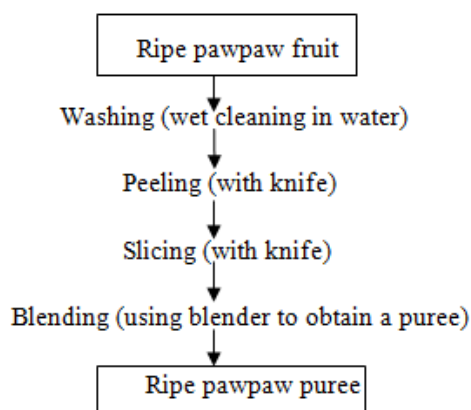 Ripe pawpaw fruit
Washing (wet cleaning in water)
Peeling (with knife)
Slicing (with knife)
Blending (using blender to obtain a puree)
Ripe pawpaw puree